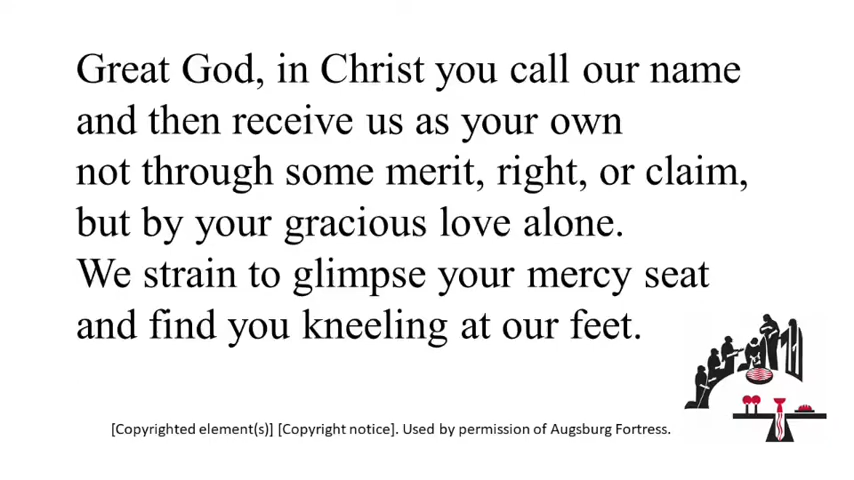 Great God, in Christ you call our name
and then receive us as your own
not through some merit, right, or claim,
but by your gracious love alone.
We strain to glimpse your mercy seat
and find you kneeling at our feet.
[Copyrighted element(s)] [Copyright notice]. Used by permission of Augsburg Fortress.